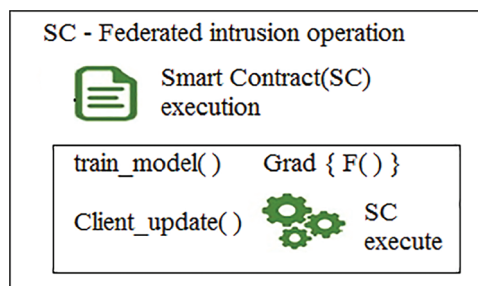 SC - Federated intrusion operation
Smart Contract(SC)
execution
train_model( ) Grad { F( ) }
Client_update( ) SC
execute